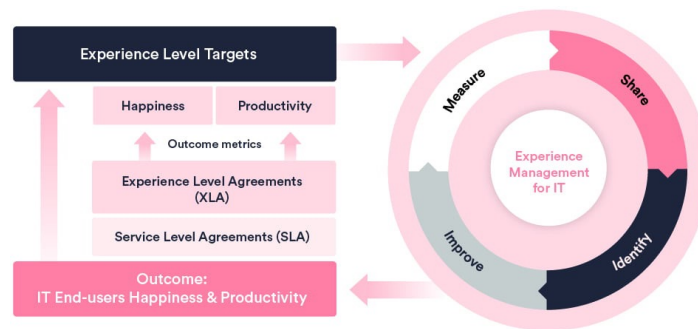 Experience Level Targets
Happiness
Productivity
Outcome metrics
Experience Level Agreements
(XLA)
Service Level Agreements (SLA)
Outcome:
IT End-users Happiness & Productivity
Measure
Share
Experience
Management
for IT
Improve
Identify